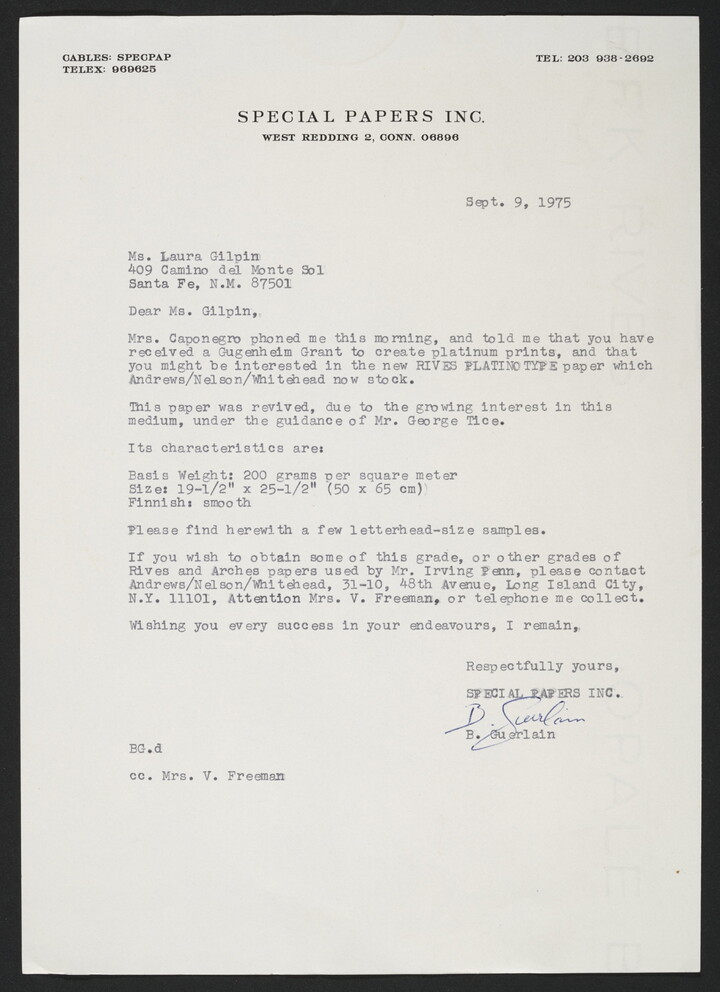 CABLES: SPECPAP
TELEX: 969625
TEL: 203 938-2692
SPECIAL PAPERS INC.
WEST REDDING 2, CONN. 06896
Sept. 9, 1975
Ms. Laura Gilpin
409 Camino del Monte Sol
Santa Fe, N.M. 87501
Dear Ms. Gilpin,
Mrs. Caponegro phoned me this morning, and told me that you have
received a Gugenheim Grant to create platinum prints, and that
you might be interested in the new RIVES PLATINOTYPE paper which
Andrews/Nelson/Whitehead now stock.
This paper was revived, due to the growing interest in this
medium, under the guidance of Mr. George Tice.
Its characteristics are:
Basis Weight: 200 grams per square meter
Size: 19-1/2" x 25-1/2" (50 x 65 cm)
Finnish: smooth
Please find herewith a few letterhead-size samples.
If you wish to obtain some of this grade, or other grades of
Rives and Arches papers used by Mr. Irving Penn, please contact
Andrews/Nelson/Whitehead, 31-10, 48th Avenue, Long Island City,
N.Y. 11101, Attention Mrs. V. Freeman, or telephone me collect.
Wishing you every success in your endeavours, I remain,
Respectfully yours,
SPECIAL PAPERS INC.
B. Guerlain
B. Guerlain
BG.d
cc. Mrs. V. Freeman